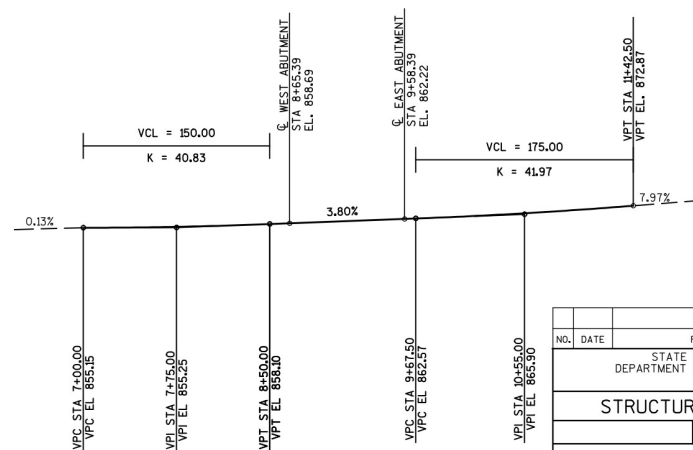 ℄ WEST ABUTMENT
STA 8+65.39
EL. 858.69
℄ EAST ABUTMENT
STA 9+58.39
EL. 862.22
VPT STA 11+42.50
VPT EL. 872.87
VCL = 150.00
K = 40.83
VCL = 175.00
K = 41.97
0.13%
3.80%
7.97%
VPC STA 7+00.00
VPC EL 855.15
VPI STA 7+75.00
VPI EL 855.25
VPT STA 8+50.00
VPT EL 858.10
VPC STA 9+67.50
VPC EL 862.57
VPI STA 10+55.00
VPI EL 865.90
NO. DATE
STATE
DEPARTMENT
STRUCTUR